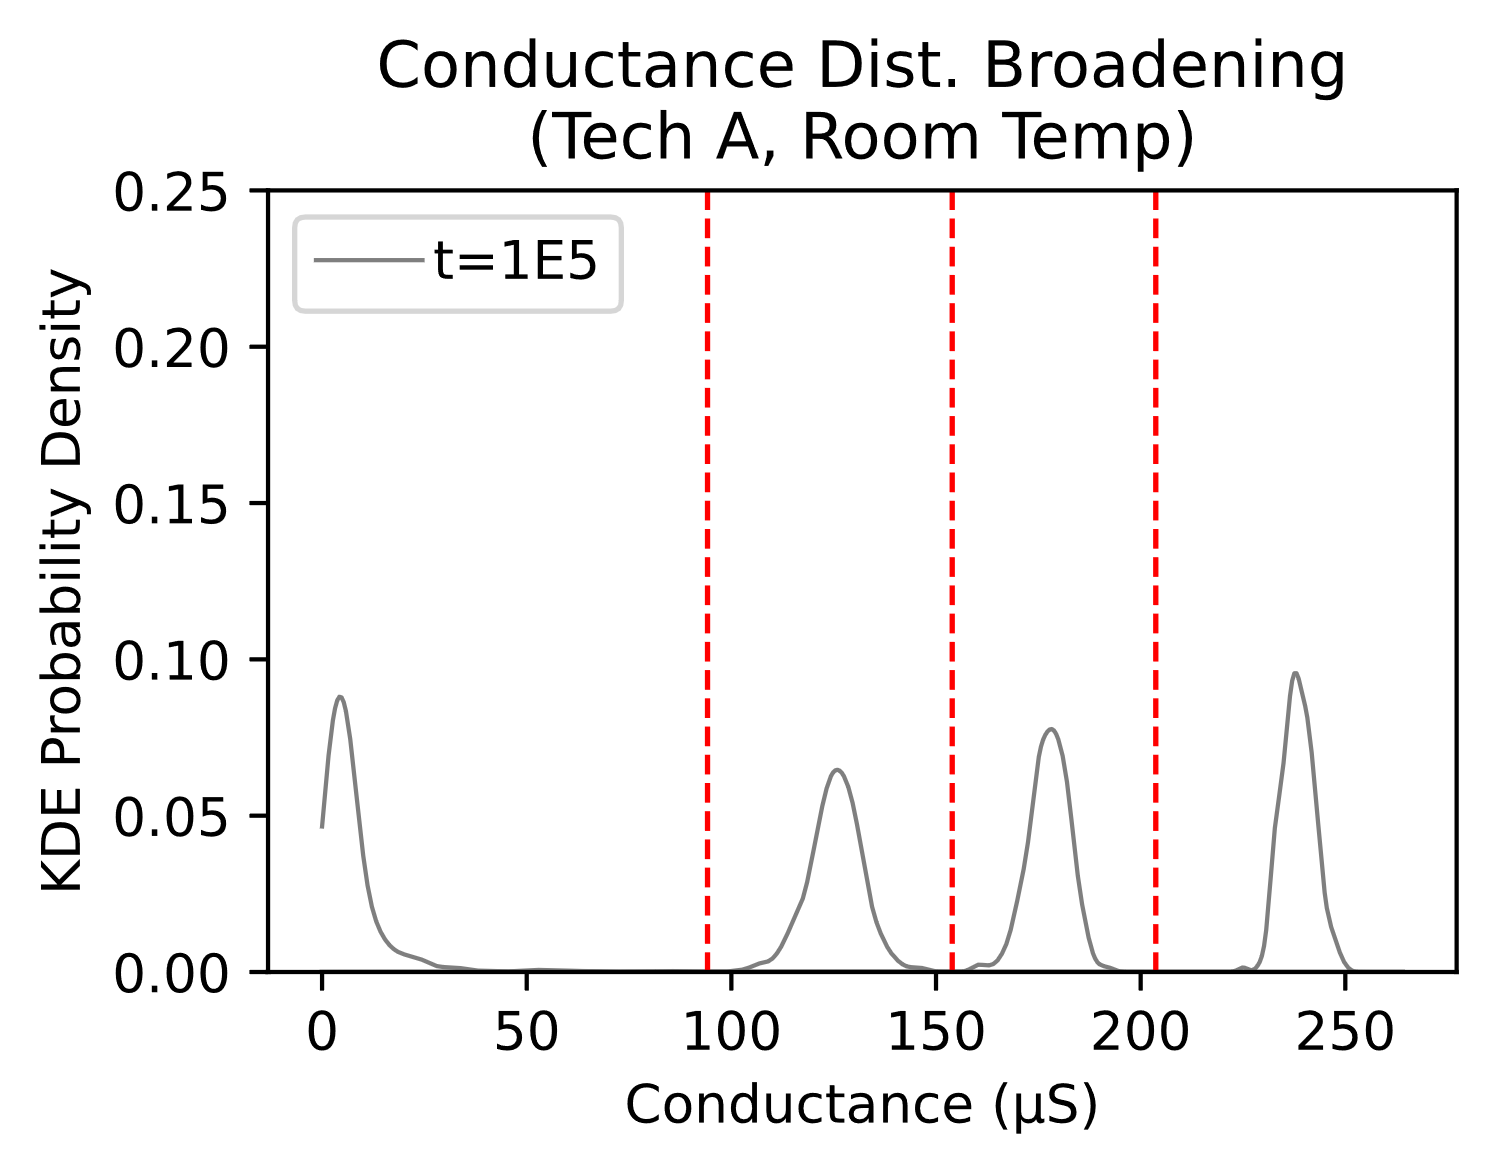 Conductance Dist. Broadening
(Tech A, Room Temp)
t=1E5
KDE Probability Density
0.25
0.20
0.15
0.10
0.05
0.00
0 50 100 150 200 250
Conductance (μS)